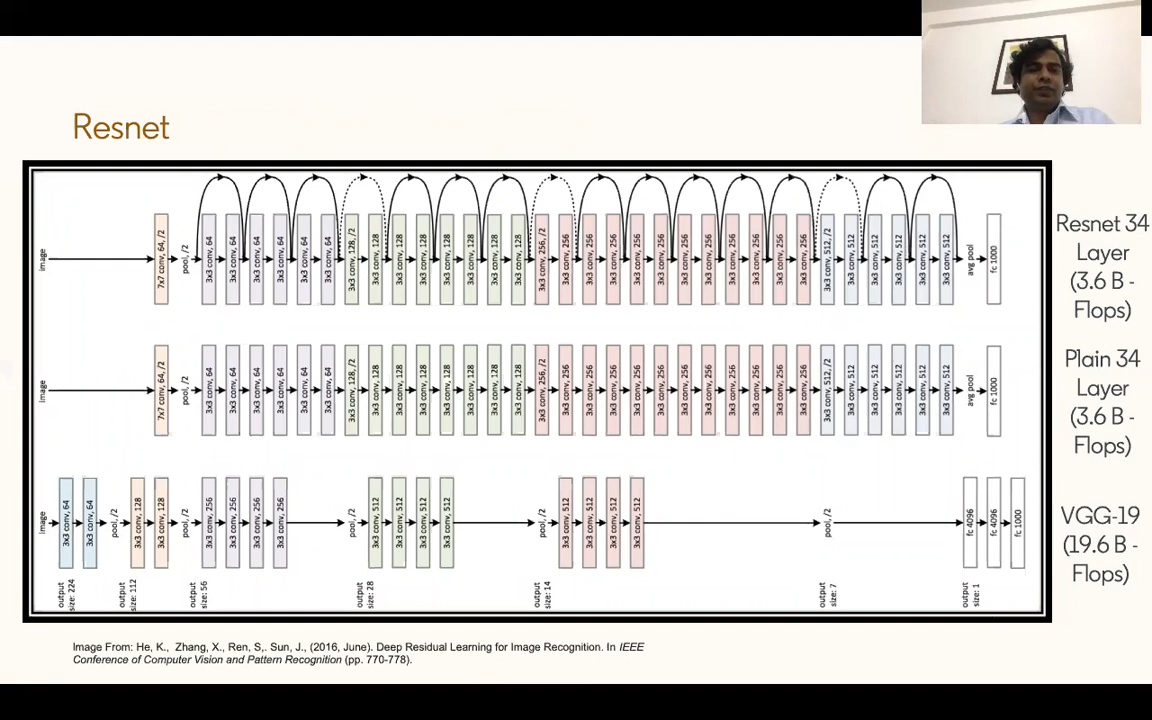 Resnet
image
7x7 conv, 64, /2
pool, /2
3x3 conv, 64
3x3 conv, 64
3x3 conv, 64
3x3 conv, 64
3x3 conv, 64
3x3 conv, 64
3x3 conv, 128, /2
3x3 conv, 128
3x3 conv, 128
3x3 conv, 128
3x3 conv, 128
3x3 conv, 128
3x3 conv, 128
3x3 conv, 128
3x3 conv, 256, /2
3x3 conv, 256
3x3 conv, 256
3x3 conv, 256
3x3 conv, 256
3x3 conv, 256
3x3 conv, 256
3x3 conv, 256
3x3 conv, 256
3x3 conv, 256
3x3 conv, 256
3x3 conv, 256
3x3 conv, 512, /2
3x3 conv, 512
3x3 conv, 512
3x3 conv, 512
3x3 conv, 512
3x3 conv, 512
avg pool
fc 1000
Resnet 34
Layer
(3.6 B -
Flops)
image
7x7 conv, 64, /2
pool, /2
3x3 conv, 64
3x3 conv, 64
3x3 conv, 64
3x3 conv, 64
3x3 conv, 64
3x3 conv, 64
3x3 conv, 128, /2
3x3 conv, 128
3x3 conv, 128
3x3 conv, 128
3x3 conv, 128
3x3 conv, 128
3x3 conv, 128
3x3 conv, 128
3x3 conv, 256, /2
3x3 conv, 256
3x3 conv, 256
3x3 conv, 256
3x3 conv, 256
3x3 conv, 256
3x3 conv, 256
3x3 conv, 256
3x3 conv, 256
3x3 conv, 256
3x3 conv, 256
3x3 conv, 256
3x3 conv, 512, /2
3x3 conv, 512
3x3 conv, 512
3x3 conv, 512
3x3 conv, 512
3x3 conv, 512
avg pool
fc 1000
Plain 34
Layer
(3.6 B -
Flops)
image
3x3 conv, 64
3x3 conv, 64
pool, /2
3x3 conv, 128
3x3 conv, 128
pool, /2
3x3 conv, 256
3x3 conv, 256
3x3 conv, 256
3x3 conv, 256
pool, /2
3x3 conv, 512
3x3 conv, 512
3x3 conv, 512
3x3 conv, 512
pool, /2
3x3 conv, 512
3x3 conv, 512
3x3 conv, 512
3x3 conv, 512
pool, /2
fc 4096
fc 4096
fc 1000
VGG-19
(19.6 B -
Flops)
output
size: 224
output
size: 112
output
size: 56
output
size: 28
output
size: 14
output
size: 7
output
size: 1
Image From: He, K., Zhang, X., Ren, S,. Sun, J., (2016, June). Deep Residual Learning for Image Recognition. In IEEE
Conference of Computer Vision and Pattern Recognition (pp. 770-778).